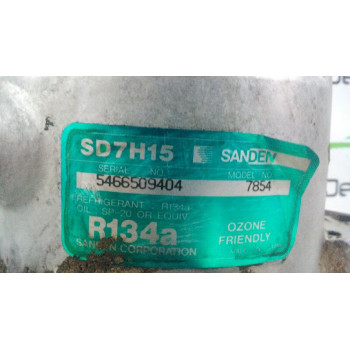 SD7H15 SANDEN
SERIAL NO. MODEL NO.
5466509404 7854
REFRIGERANT R134a
OIL SP-20 OR EQUIV.
R134a
OZONE
FRIENDLY
SANDEN CORPORATION